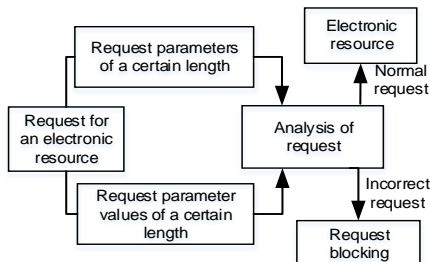 Request parameters
of a certain length
Electronic
resource
Normal
request
Request for
an electronic
resource
Analysis of
request
Request parameter
values of a certain
length
Incorrect
request
Request
blocking